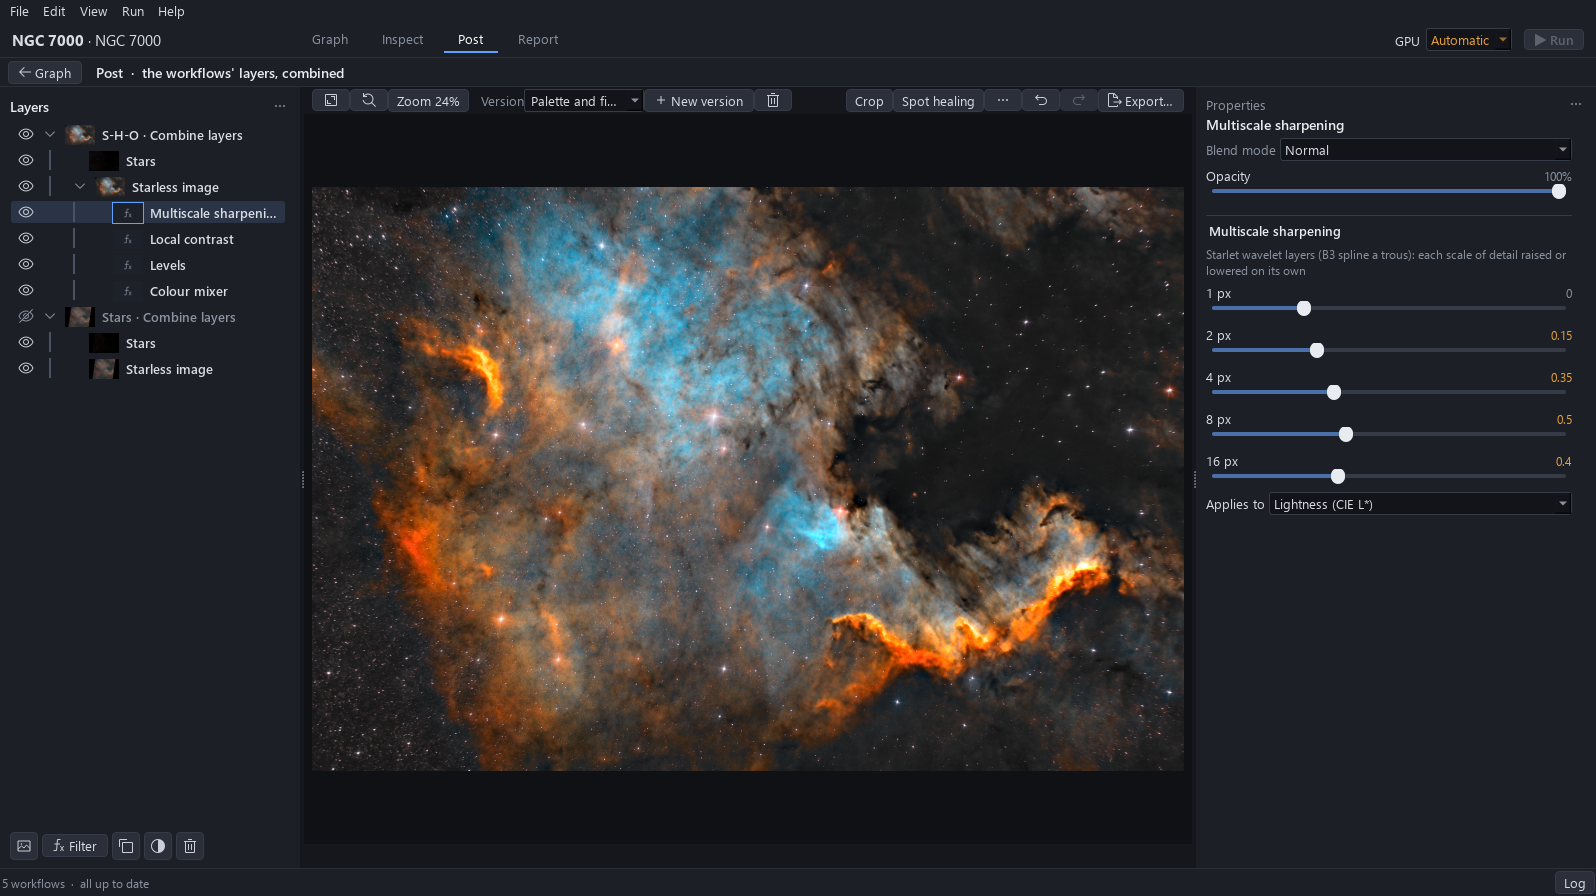 File Edit View Run Help
NGC 7000 · NGC 7000
Graph Inspect Post Report
GPU Automatic Run
Graph Post · the workflows' layers, combined
Layers
S-H-O · Combine layers
Stars
Starless image
fx Multiscale sharpeni...
fx Local contrast
fx Levels
fx Colour mixer
Stars · Combine layers
Stars
Starless image
fx Filter
Zoom 24% Version Palette and fi... + New version
Crop Spot healing ... Export...
Properties
Multiscale sharpening
Blend mode Normal
Opacity 100%
Multiscale sharpening
Starlet wavelet layers (B3 spline a trous): each scale of detail raised or
lowered on its own
1 px 0
2 px 0.15
4 px 0.35
8 px 0.5
16 px 0.4
Applies to Lightness (CIE L*)
5 workflows · all up to date
Log